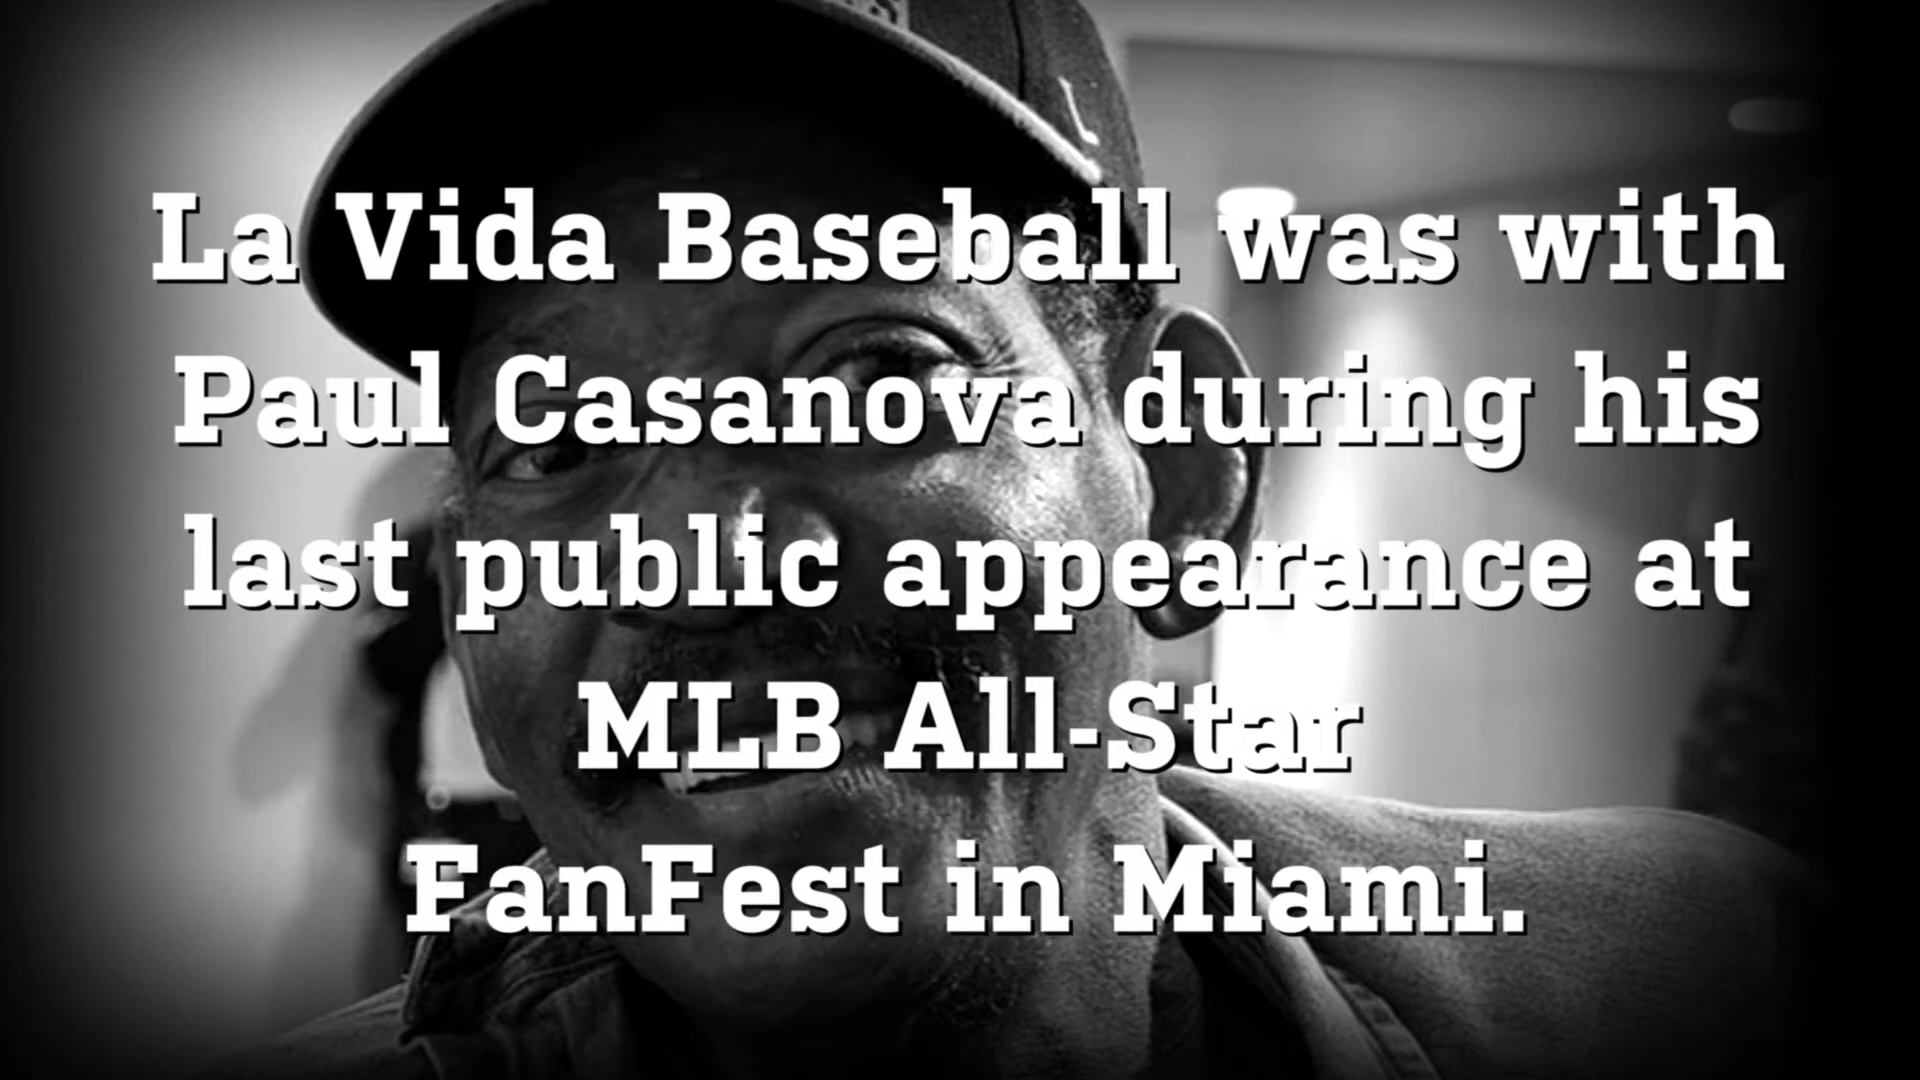 La Vida Baseball was with
Paul Casanova during his
last public appearance at
MLB All-Star
FanFest in Miami.